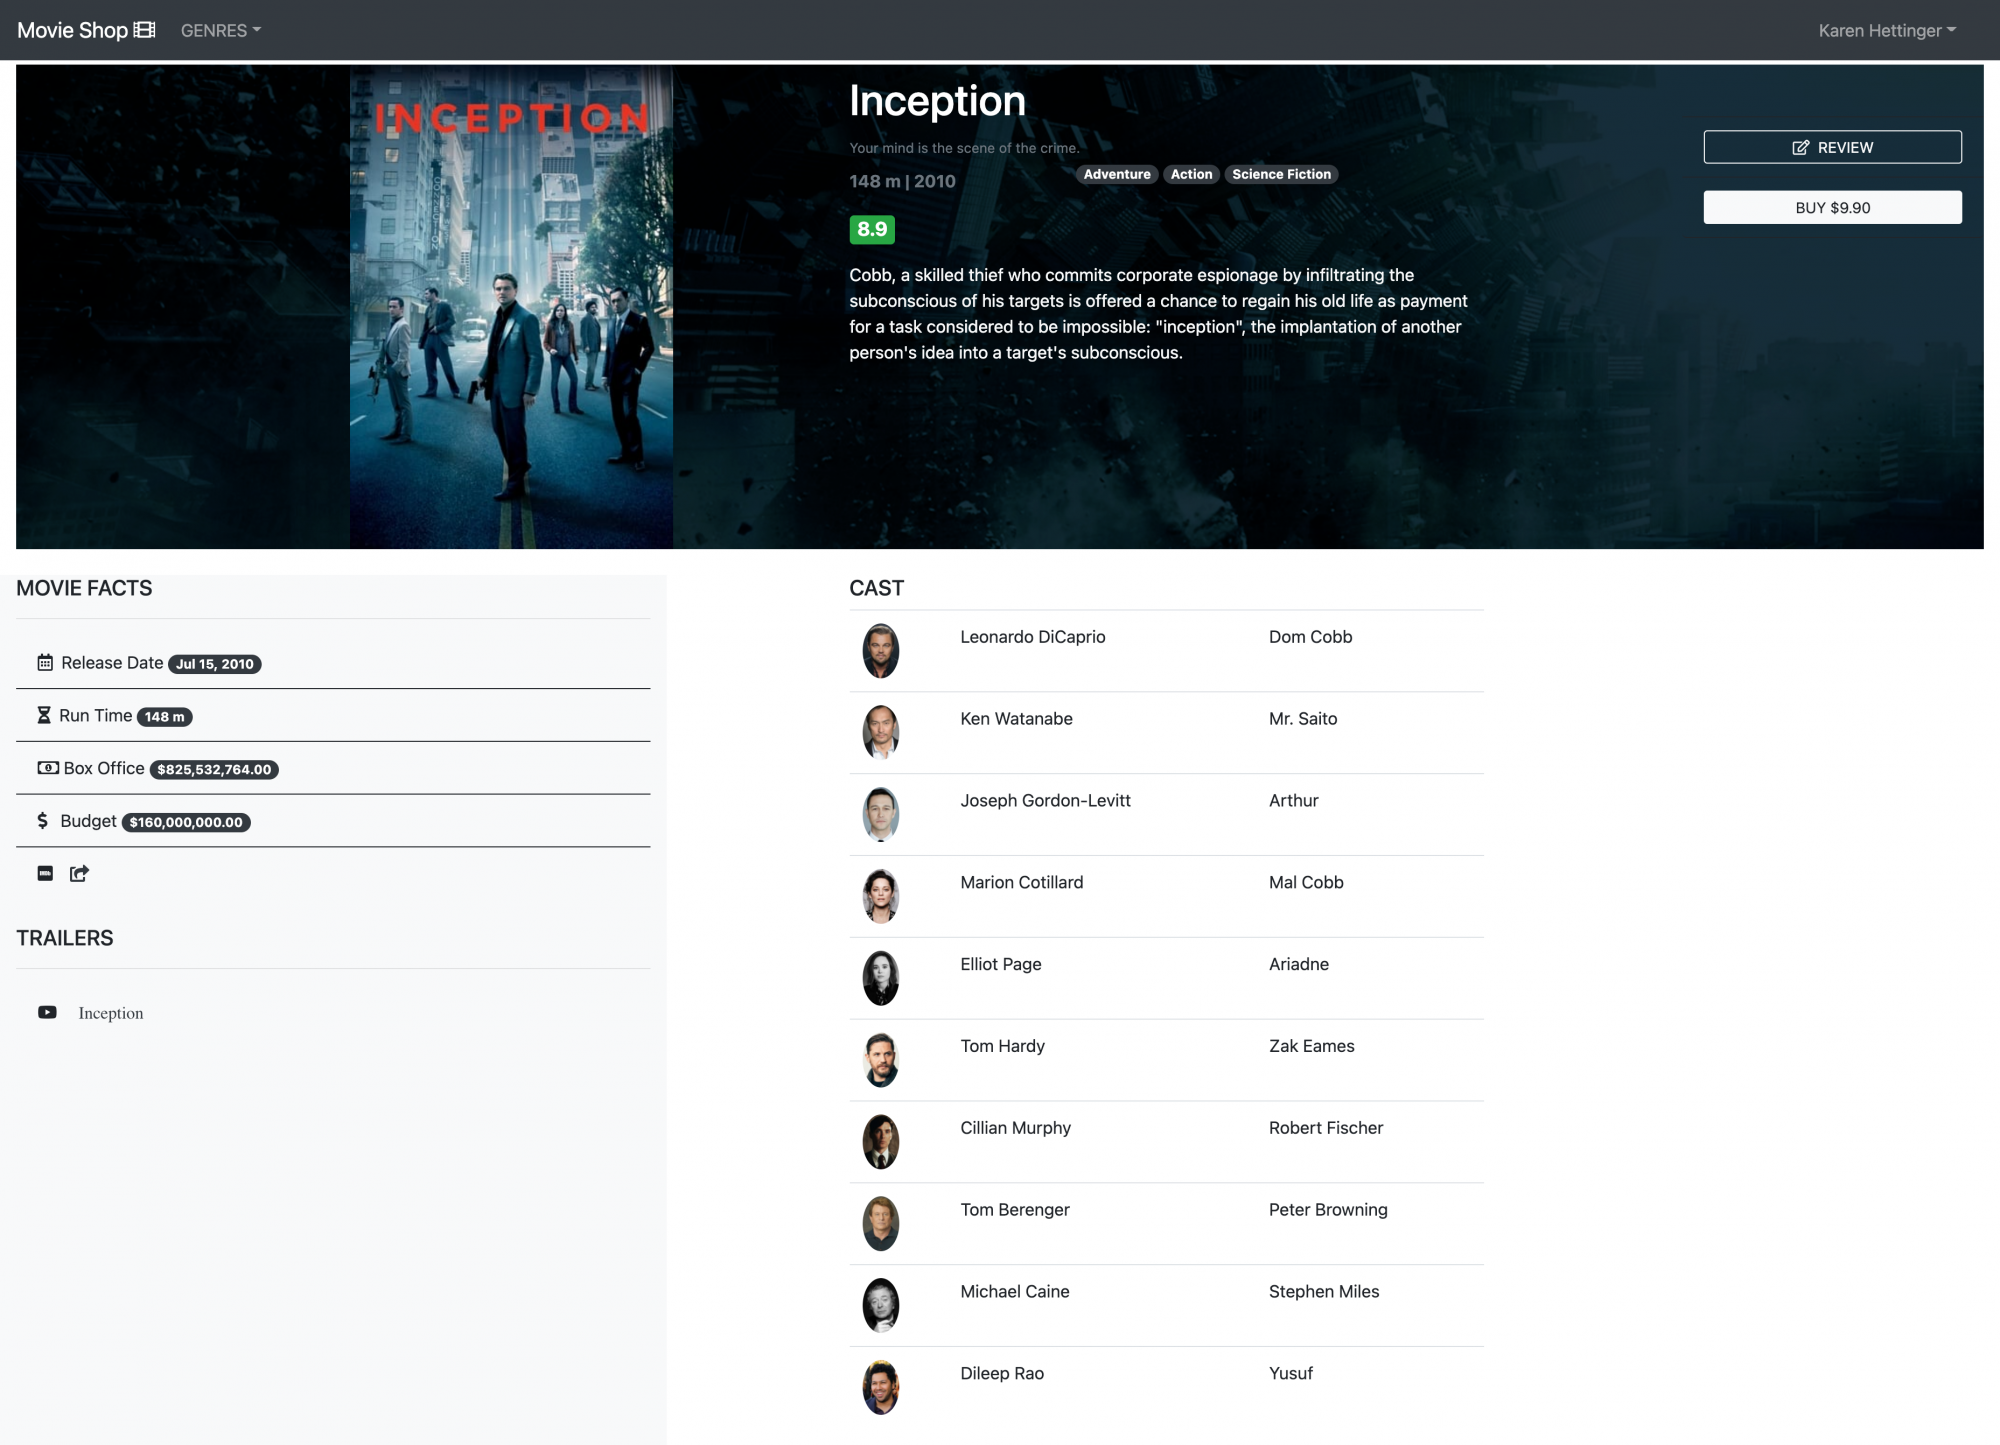 Movie Shop
GENRES
Karen Hettinger
INCEPTION
Inception
Your mind is the scene of the crime.
148 m | 2010
Adventure Action Science Fiction
8.9
Cobb, a skilled thief who commits corporate espionage by infiltrating the
subconscious of his targets is offered a chance to regain his old life as payment
for a task considered to be impossible: "inception", the implantation of another
person's idea into a target's subconscious.
REVIEW
BUY $9.90
MOVIE FACTS
Release Date Jul 15, 2010
Run Time 148 m
Box Office $825,532,764.00
Budget $160,000,000.00
TRAILERS
Inception
CAST
Leonardo DiCaprio Dom Cobb
Ken Watanabe Mr. Saito
Joseph Gordon-Levitt Arthur
Marion Cotillard Mal Cobb
Elliot Page Ariadne
Tom Hardy Zak Eames
Cillian Murphy Robert Fischer
Tom Berenger Peter Browning
Michael Caine Stephen Miles
Dileep Rao Yusuf